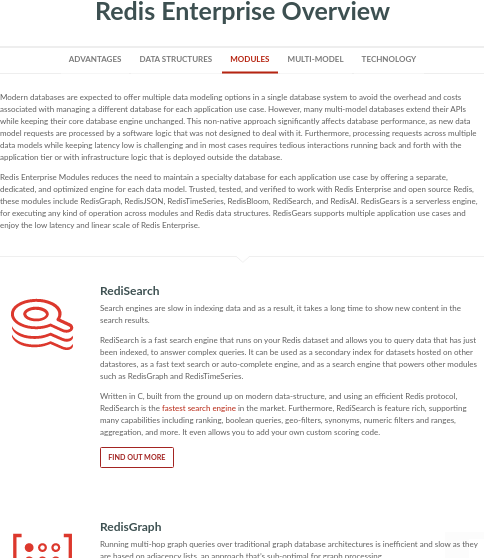 Redis Enterprise Overview
ADVANTAGES DATA STRUCTURES MODULES MULTI-MODEL TECHNOLOGY
Modern databases are expected to offer multiple data modeling options in a single database system to avoid the overhead and costs
associated with managing a different database for each application use case. However, many multi-model databases extend their APIs
while keeping their core database engine unchanged. This non-native approach significantly affects database performance, as new data
model requests are processed by a software logic that was not designed to deal with it. Furthermore, processing requests across multiple
data models while keeping latency low is challenging and in most cases requires tedious interactions running back and forth with the
application tier or with infrastructure logic that is deployed outside the database.
Redis Enterprise Modules reduces the need to maintain a specialty database for each application use case by offering a separate,
dedicated, and optimized engine for each data model. Trusted, tested, and verified to work with Redis Enterprise and open source Redis,
these modules include RedisGraph, RedisJSON, RedisTimeSeries, RedisBloom, RediSearch, and RedisAI. RedisGears is a serverless engine,
for executing any kind of operation across modules and Redis data structures. RedisGears supports multiple application use cases and
enjoy the low latency and linear scale of Redis Enterprise.
RediSearch
Search engines are slow in indexing data and as a result, it takes a long time to show new content in the
search results.
RediSearch is a fast search engine that runs on your Redis dataset and allows you to query data that has just
been indexed, to answer complex queries. It can be used as a secondary index for datasets hosted on other
datastores, as a fast text search or auto-complete engine, and as a search engine that powers other modules
such as RedisGraph and RedisTimeSeries.
Written in C, built from the ground up on modern data-structure, and using an efficient Redis protocol,
RediSearch is the fastest search engine in the market. Furthermore, RediSearch is feature rich, supporting
many capabilities including ranking, boolean queries, geo-filters, synonyms, numeric filters and ranges,
aggregation, and more. It even allows you to add your own custom scoring code.
FIND OUT MORE
RedisGraph
Running multi-hop graph queries over traditional graph database architectures is inefficient and slow as they
are based on adjacency lists, an approach that's sub-optimal for graph processing.